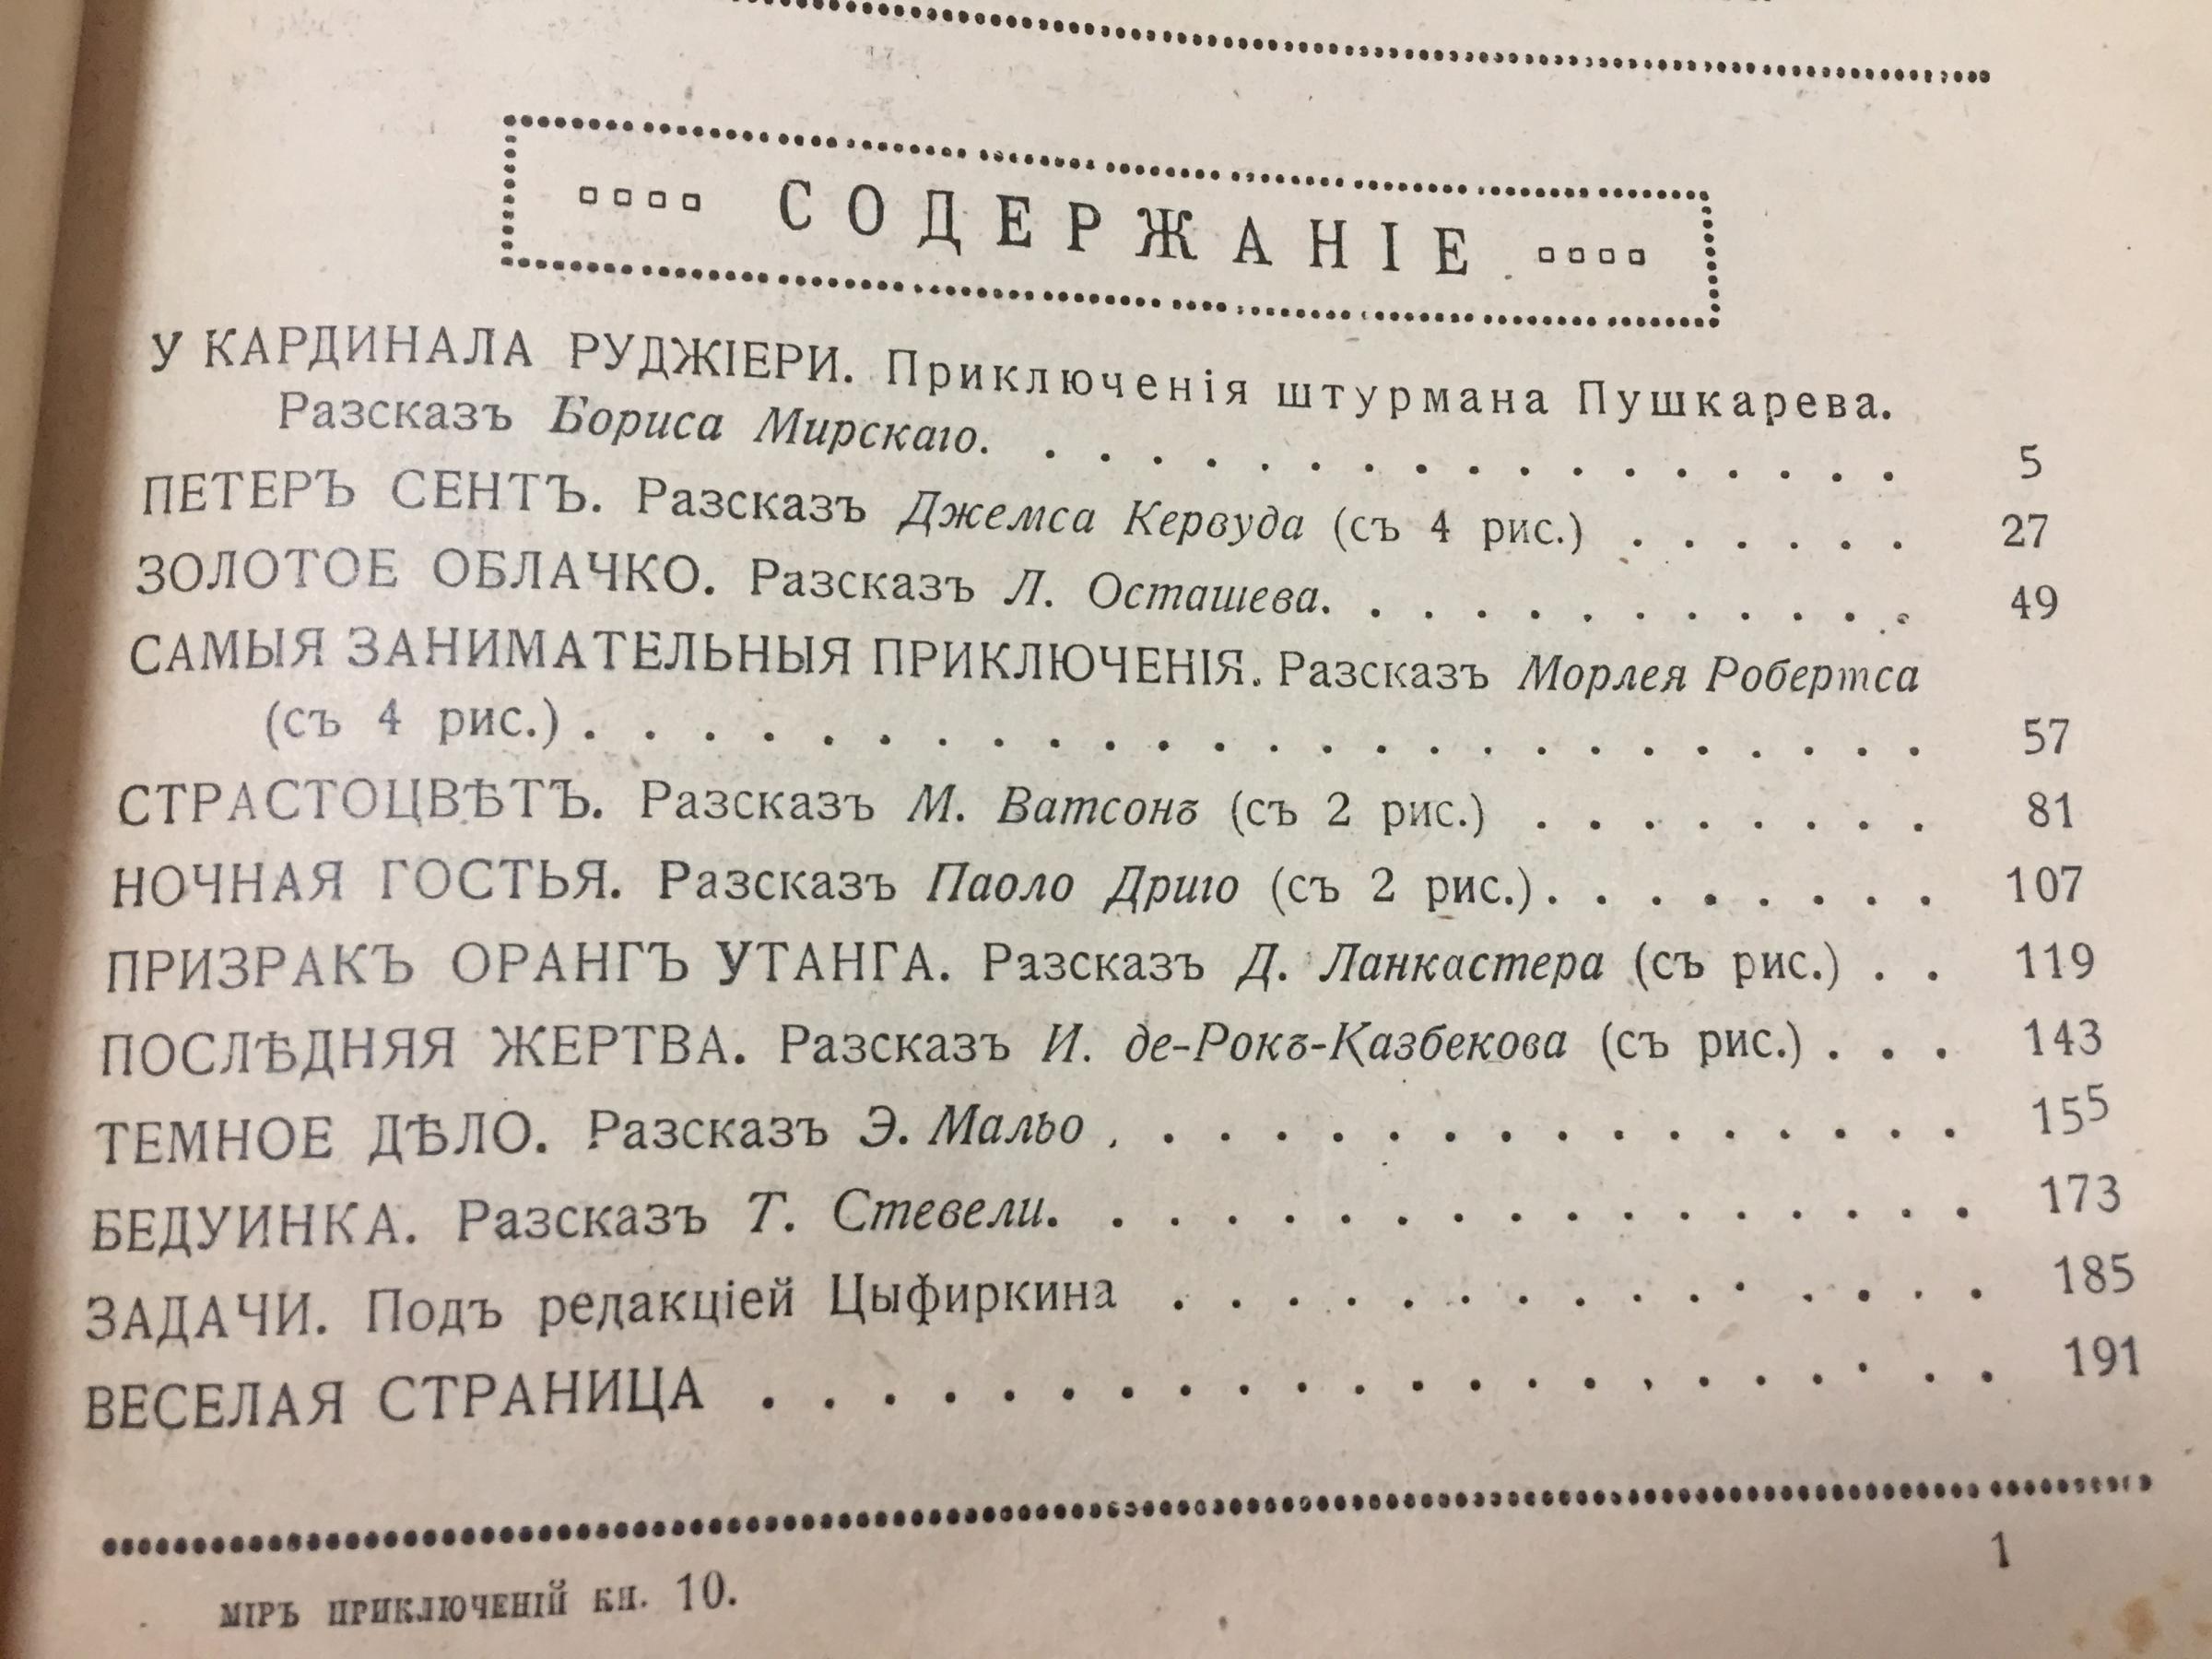 СОДЕРЖАНІЕ
У КАРДИНАЛА РУДЖІЕРИ. Приключенія штурмана Пушкарева.
Разсказъ Бориса Мирскаго. . . . . . . . . . . . . . . . . . 5
ПЕТЕРЪ СЕНТЪ. Разсказъ Джемса Кервуда (съ 4 рис.) . . . . . . 27
ЗОЛОТОЕ ОБЛАЧКО. Разсказъ Л. Осташева. . . . . . . . . . . . 49
САМЫЯ ЗАНИМАТЕЛЬНЫЯ ПРИКЛЮЧЕНІЯ. Разсказъ Морлея Робертса
(съ 4 рис.) . . . . . . . . . . . . . . . . . . . . . . . . 57
СТРАСТОЦВѢТЪ. Разсказъ М. Ватсонъ (съ 2 рис.) . . . . . . . . 81
НОЧНАЯ ГОСТЬЯ. Разсказъ Паоло Дриго (съ 2 рис.) . . . . . . . . 107
ПРИЗРАКЪ ОРАНГЪ УТАНГА. Разсказъ Д. Ланкастера (съ рис.) . . 119
ПОСЛѢДНЯЯ ЖЕРТВА. Разсказъ И. де-Рокъ-Казбекова (съ рис.) . . . 143
ТЕМНОЕ ДѢЛО. Разсказъ Э. Мальо . . . . . . . . . . . . . . . . 155
БЕДУИНКА. Разсказъ Т. Стевели. . . . . . . . . . . . . . . . . 173
ЗАДАЧИ. Подъ редакціей Цыфиркина . . . . . . . . . . . . . . . 185
ВЕСЕЛАЯ СТРАНИЦА . . . . . . . . . . . . . . . . . . . . . . 191
МІРЪ ПРИКЛЮЧЕНІЙ КН. 10. 1